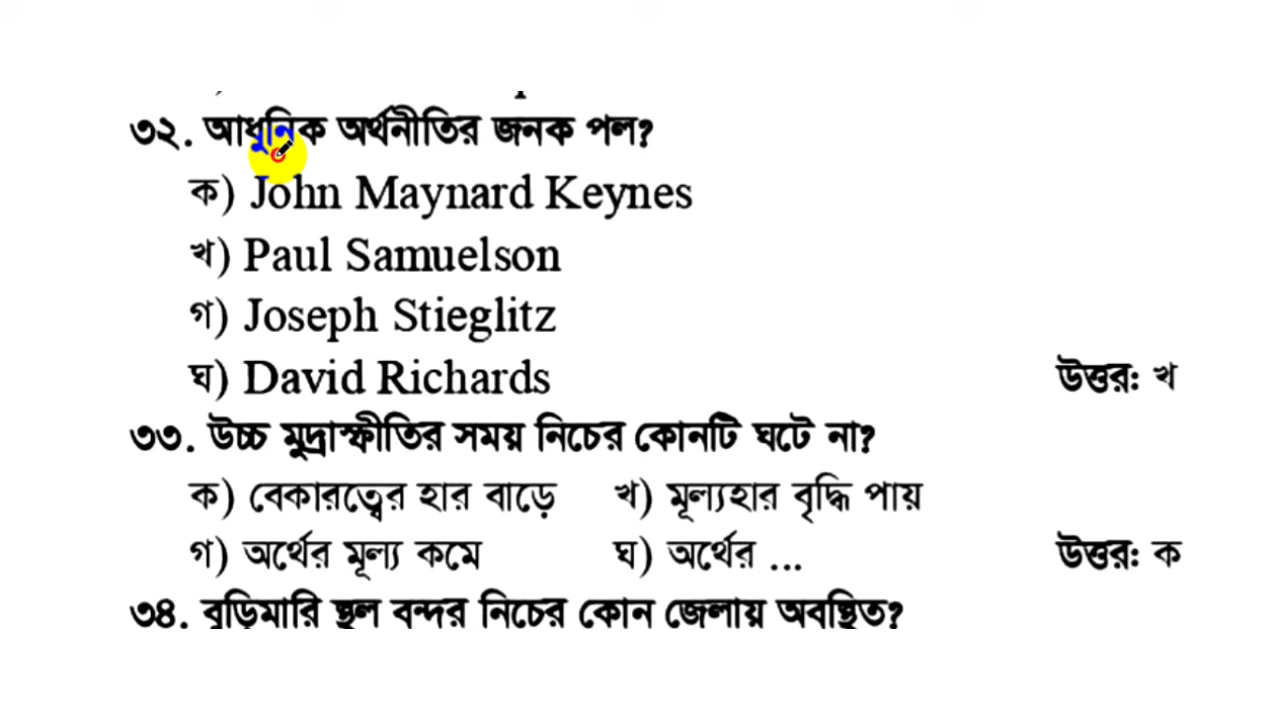 ৩২. আধুনিক অর্থনীতির জনক পল?
ক) John Maynard Keynes
খ) Paul Samuelson
গ) Joseph Stieglitz
ঘ) David Richards উত্তর: খ
৩৩. উচ্চ মুদ্রাস্ফীতির সময় নিচের কোনটি ঘটে না?
ক) বেকারত্বের হার বাড়ে খ) মূল্যহার বৃদ্ধি পায়
গ) অর্থের মূল্য কমে ঘ) অর্থের ... উত্তর: ক
৩৪. বুড়িমারি স্থল বন্দর নিচের কোন জেলায় অবস্থিত?